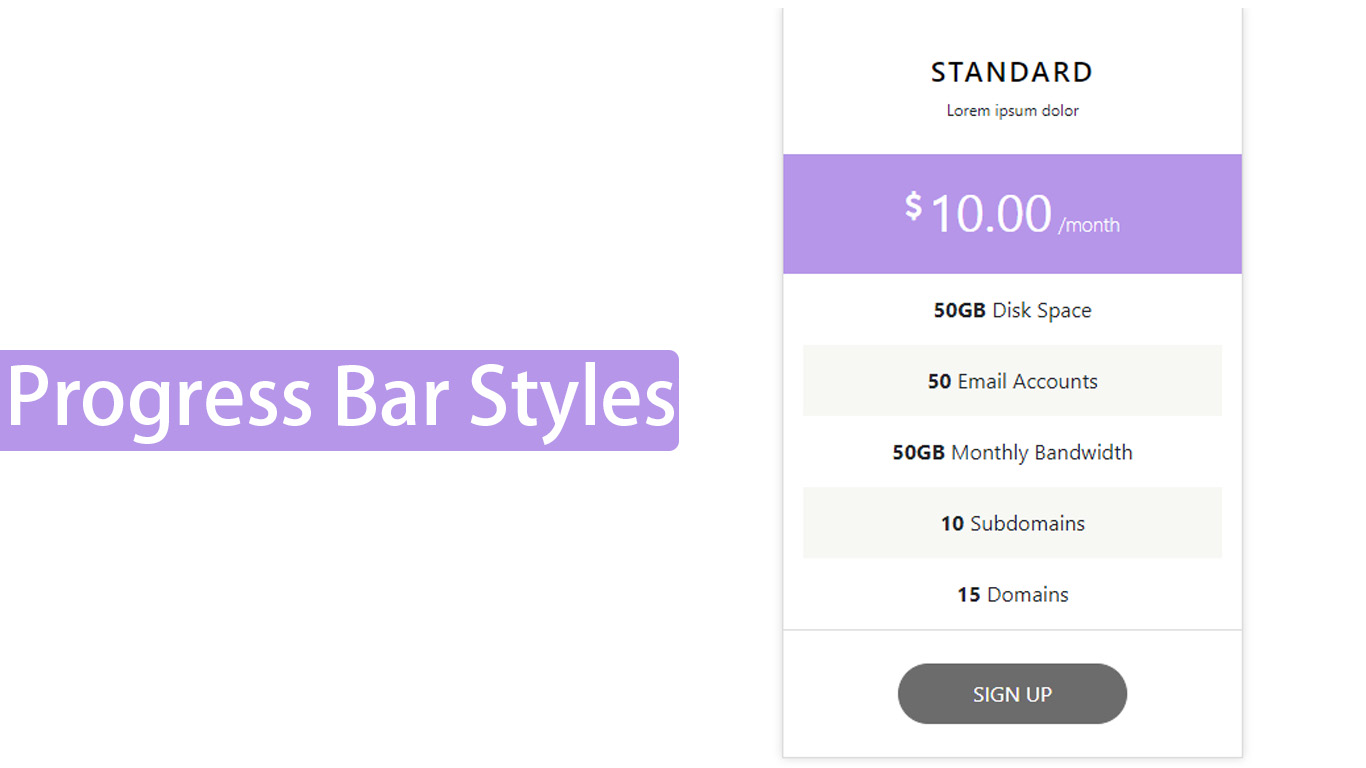 Progress Bar Styles
STANDARD
Lorem ipsum dolor
$10.00 /month
50GB Disk Space
50 Email Accounts
50GB Monthly Bandwidth
10 Subdomains
15 Domains
SIGN UP